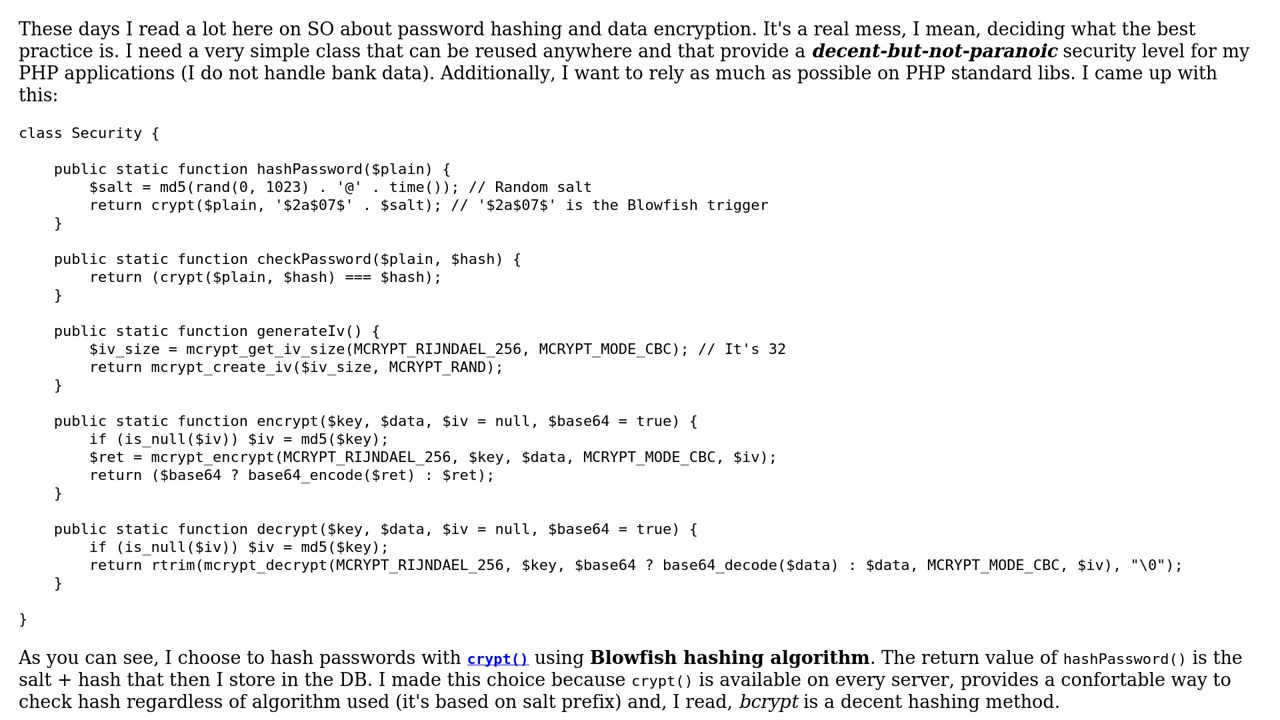 These days I read a lot here on SO about password hashing and data encryption. It's a real mess, I mean, deciding what the best
practice is. I need a very simple class that can be reused anywhere and that provide a decent-but-not-paranoic security level for my
PHP applications (I do not handle bank data). Additionally, I want to rely as much as possible on PHP standard libs. I came up with
this:
class Security {
    public static function hashPassword($plain) {
        $salt = md5(rand(0, 1023) . '@' . time()); // Random salt
        return crypt($plain, '$2a$07$' . $salt); // '$2a$07$' is the Blowfish trigger
    }
    public static function checkPassword($plain, $hash) {
        return (crypt($plain, $hash) === $hash);
    }
    public static function generateIv() {
        $iv_size = mcrypt_get_iv_size(MCRYPT_RIJNDAEL_256, MCRYPT_MODE_CBC); // It's 32
        return mcrypt_create_iv($iv_size, MCRYPT_RAND);
    }
    public static function encrypt($key, $data, $iv = null, $base64 = true) {
        if (is_null($iv)) $iv = md5($key);
        $ret = mcrypt_encrypt(MCRYPT_RIJNDAEL_256, $key, $data, MCRYPT_MODE_CBC, $iv);
        return ($base64 ? base64_encode($ret) : $ret);
    }
    public static function decrypt($key, $data, $iv = null, $base64 = true) {
        if (is_null($iv)) $iv = md5($key);
        return rtrim(mcrypt_decrypt(MCRYPT_RIJNDAEL_256, $key, $base64 ? base64_decode($data) : $data, MCRYPT_MODE_CBC, $iv), "\0");
    }
}
As you can see, I choose to hash passwords with crypt() using Blowfish hashing algorithm. The return value of hashPassword() is the
salt + hash that then I store in the DB. I made this choice because crypt() is available on every server, provides a confortable way to
check hash regardless of algorithm used (it's based on salt prefix) and, I read, bcrypt is a decent hashing method.